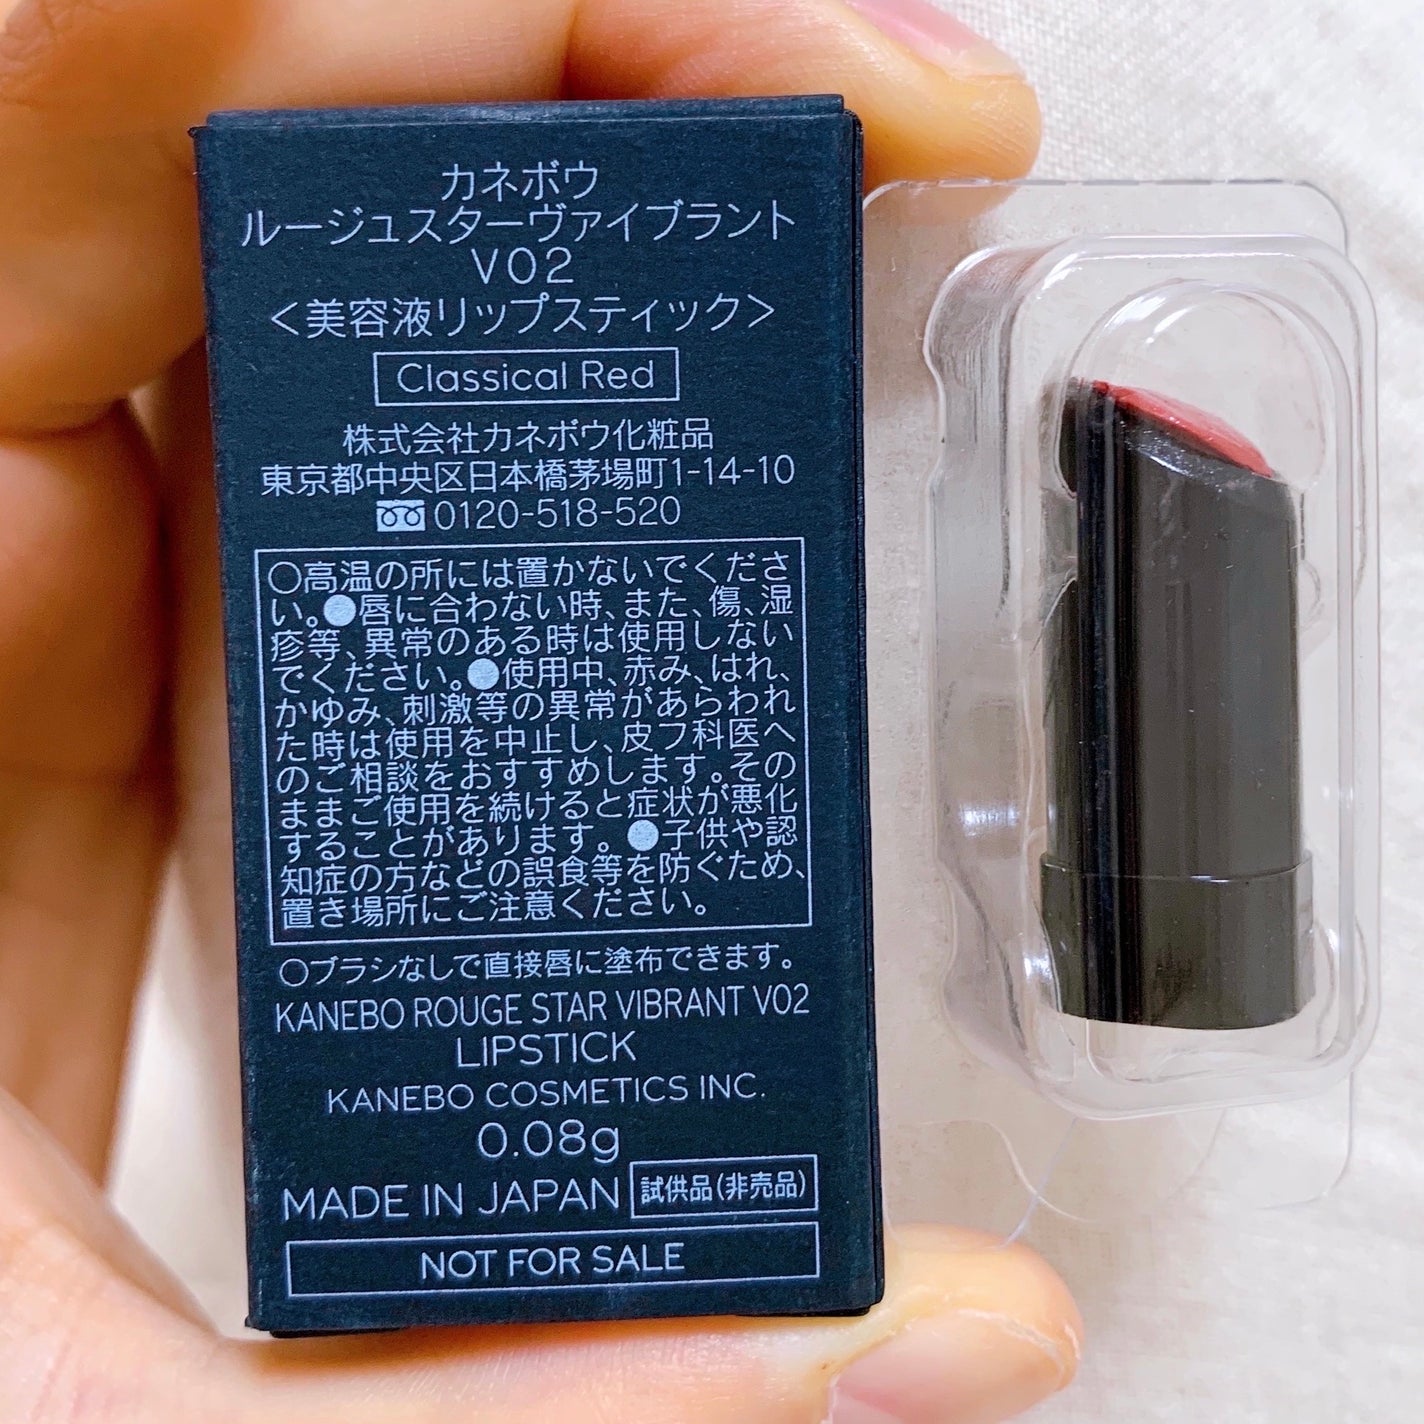 カネボウ
ルージュスターヴァイブラント
V02
＜美容液リップスティック＞
Classical Red
株式会社カネボウ化粧品
東京都中央区日本橋茅場町1-14-10
0120-518-520
○高温の所には置かないでくださ
い。●唇に合わない時、また、傷、湿
疹等、異常のある時は使用しない
でください。●使用中、赤み、はれ、
かゆみ、刺激等の異常があらわれ
た時は使用を中止し、皮フ科医へ
のご相談をおすすめします。その
ままご使用を続けると症状が悪化
することがあります。●子供や認
知症の方などの誤食等を防ぐため、
置き場所にご注意ください。
○ブラシなしで直接唇に塗布できます。
KANEBO ROUGE STAR VIBRANT V02
LIPSTICK
KANEBO COSMETICS INC.
0.08g
MADE IN JAPAN 試供品(非売品)
NOT FOR SALE